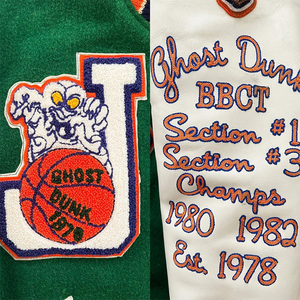 J
GHOST
DUNK
1978
Ghost Dunk
BBCT
Section #1
Section #3
Champs
1980 1982
Est. 1978